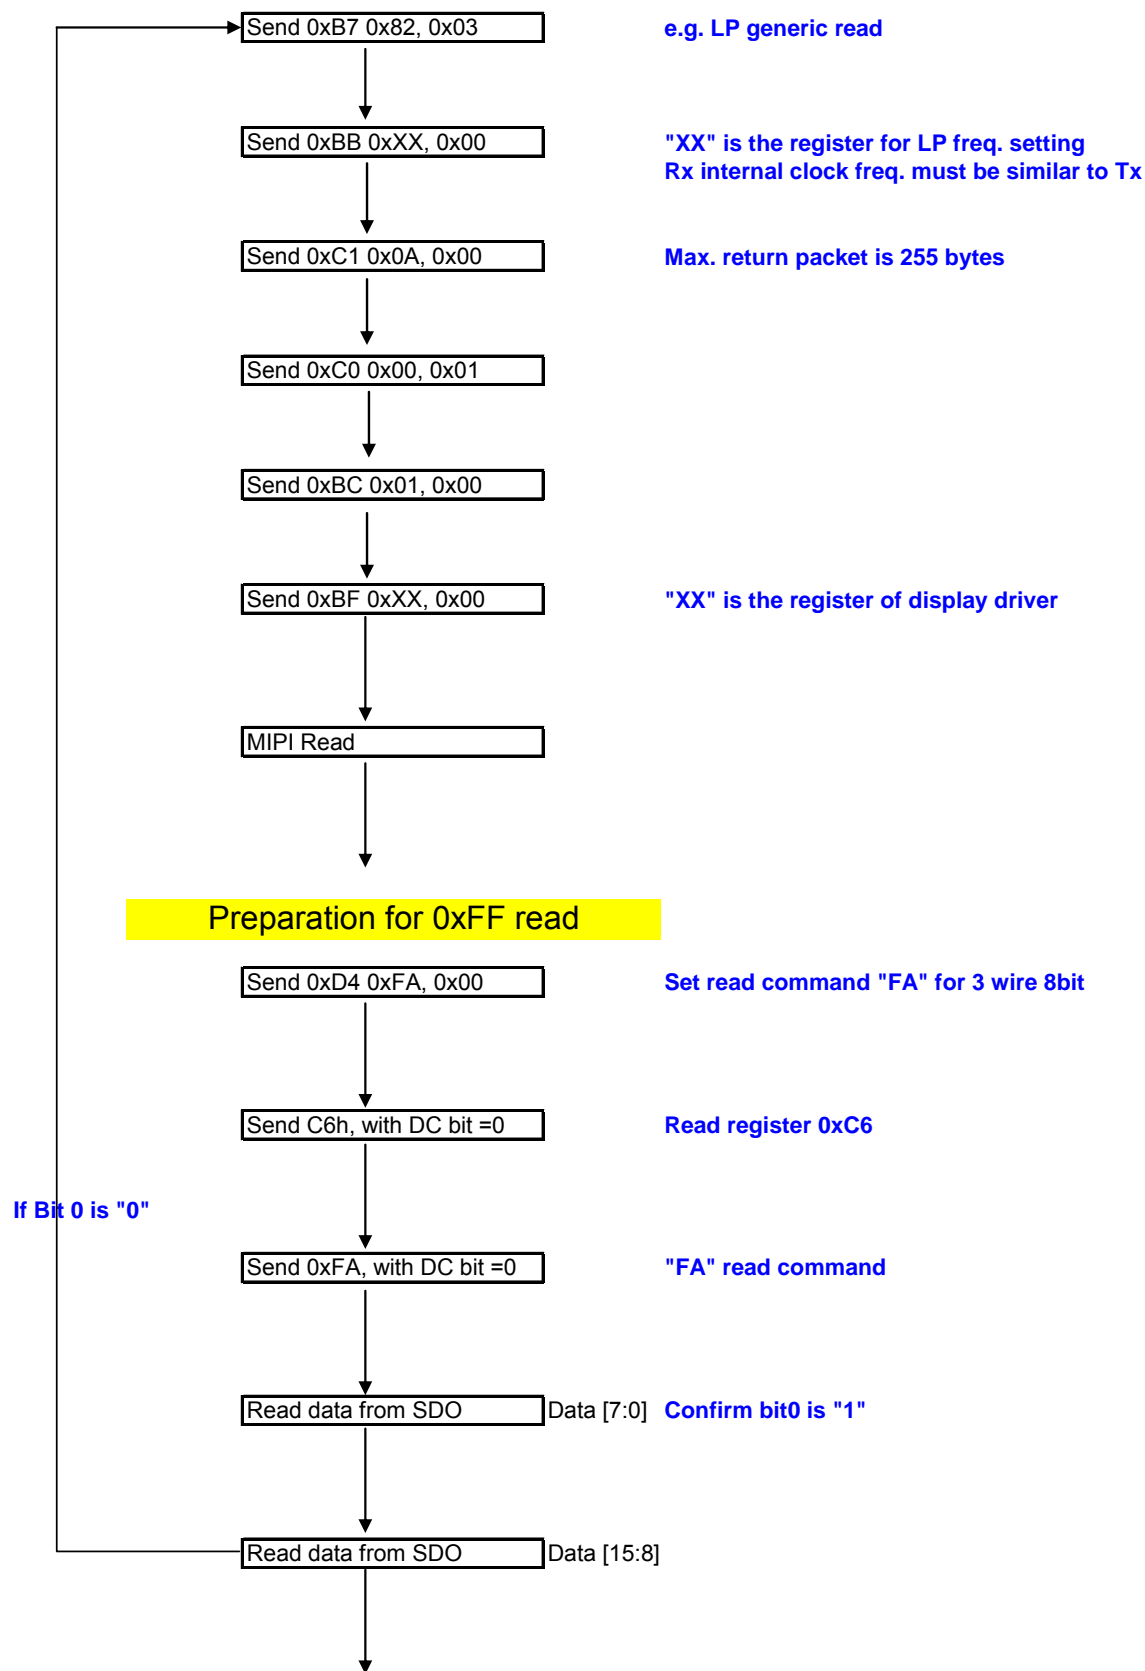 Send 0xB7 0x82, 0x03 e.g. LP generic read
Send 0xBB 0xXX, 0x00 "XX" is the register for LP freq. setting
Rx internal clock freq. must be similar to Tx
Send 0xC1 0x0A, 0x00 Max. return packet is 255 bytes
Send 0xC0 0x00, 0x01
Send 0xBC 0x01, 0x00
Send 0xBF 0xXX, 0x00 "XX" is the register of display driver
MIPI Read
Preparation for 0xFF read
Send 0xD4 0xFA, 0x00 Set read command "FA" for 3 wire 8bit
Send C6h, with DC bit =0 Read register 0xC6
If Bit 0 is "0"
Send 0xFA, with DC bit =0 "FA" read command
Read data from SDO Data [7:0] Confirm bit0 is "1"
Read data from SDO Data [15:8]